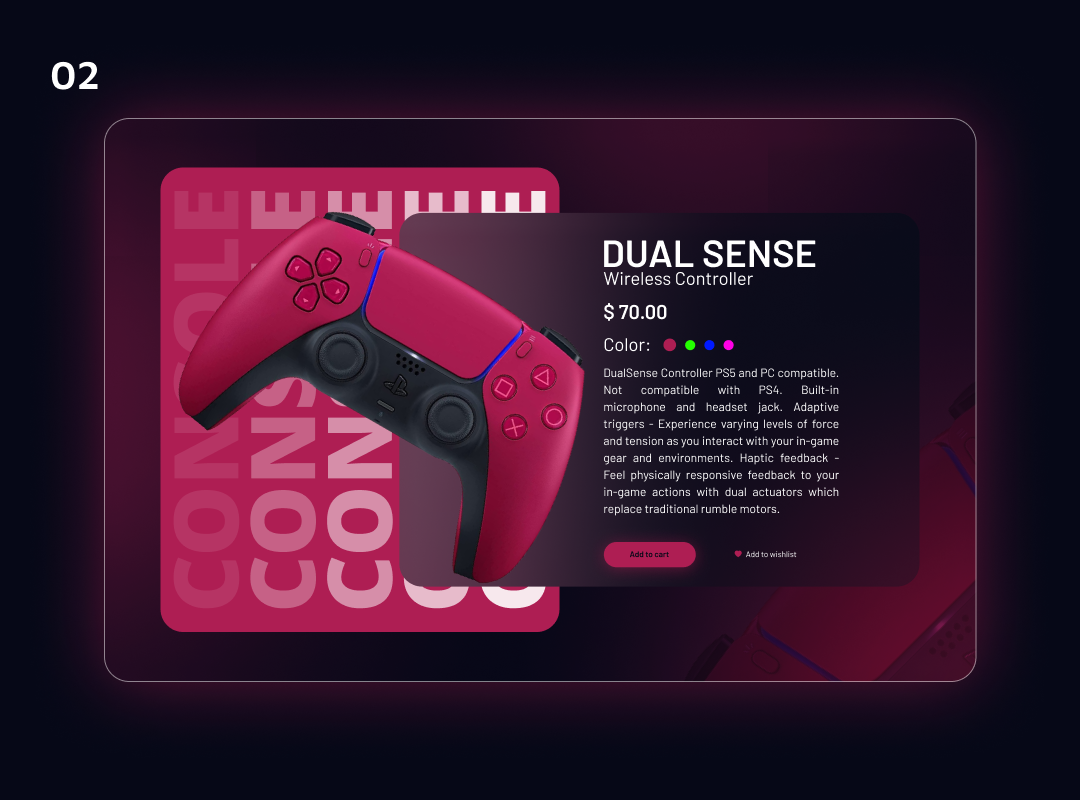 02
CONSOLE
CONSOLE
CONSOLE
DUAL SENSE
Wireless Controller
$ 70.00
Color:
DualSense Controller PS5 and PC compatible.
Not compatible with PS4. Built-in
microphone and headset jack. Adaptive
triggers - Experience varying levels of force
and tension as you interact with your in-game
gear and environments. Haptic feedback -
Feel physically responsive feedback to your
in-game actions with dual actuators which
replace traditional rumble motors.
Add to cart
Add to wishlist